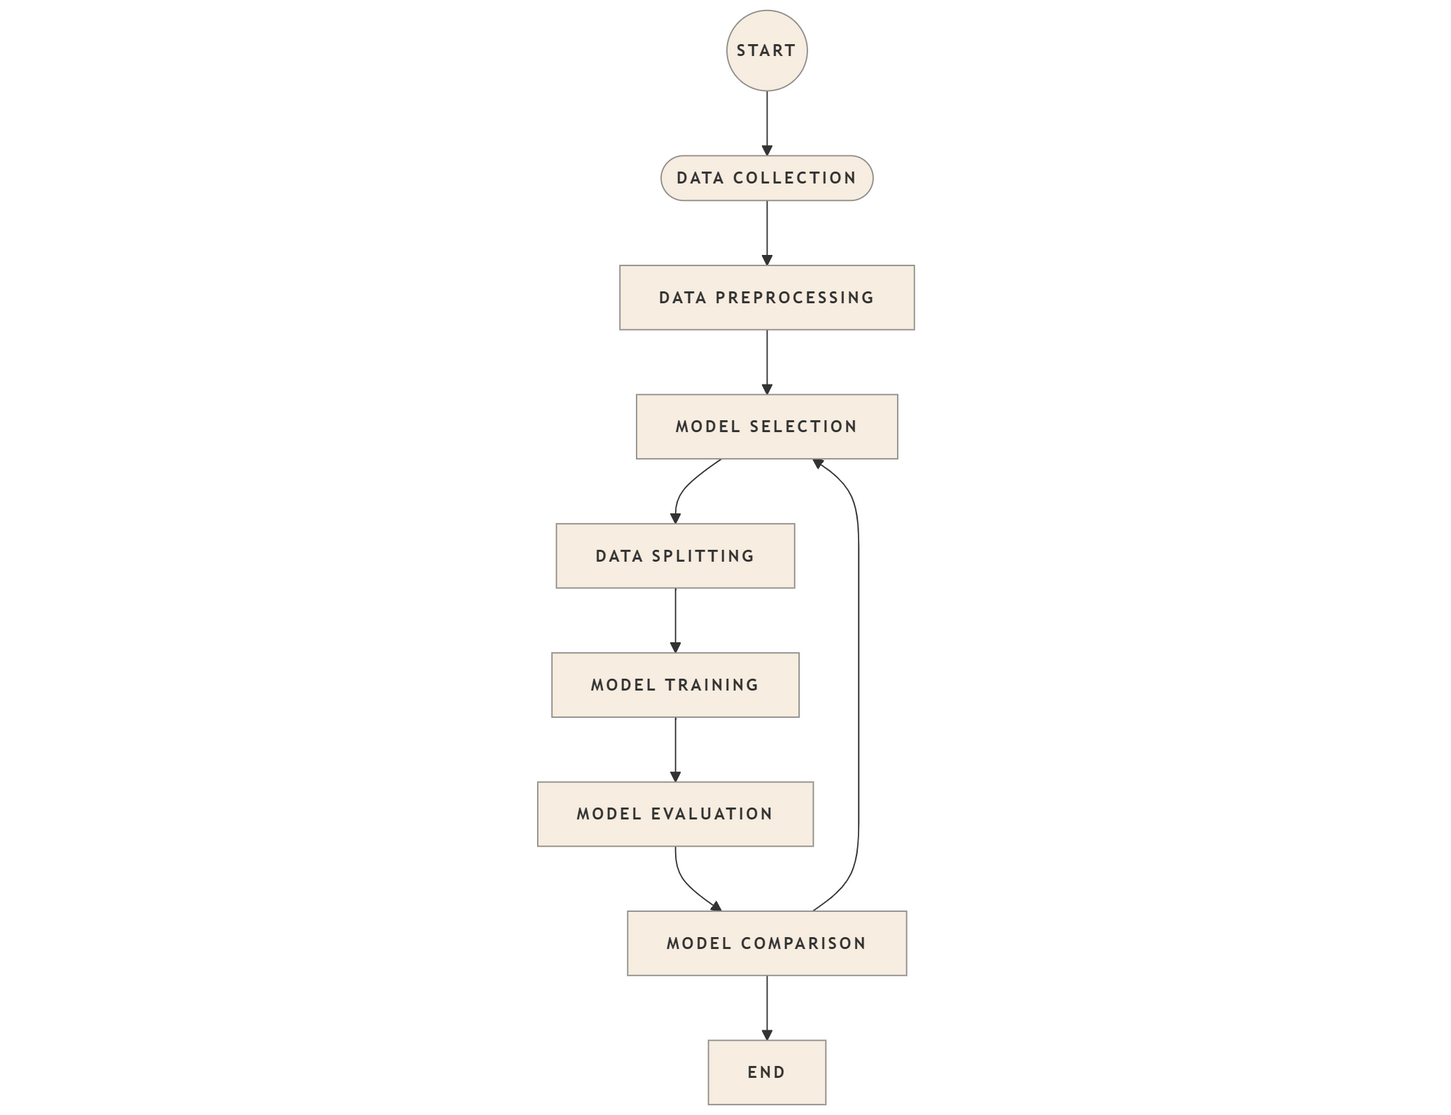 START
DATA COLLECTION
DATA PREPROCESSING
MODEL SELECTION
DATA SPLITTING
MODEL TRAINING
MODEL EVALUATION
MODEL COMPARISON
END